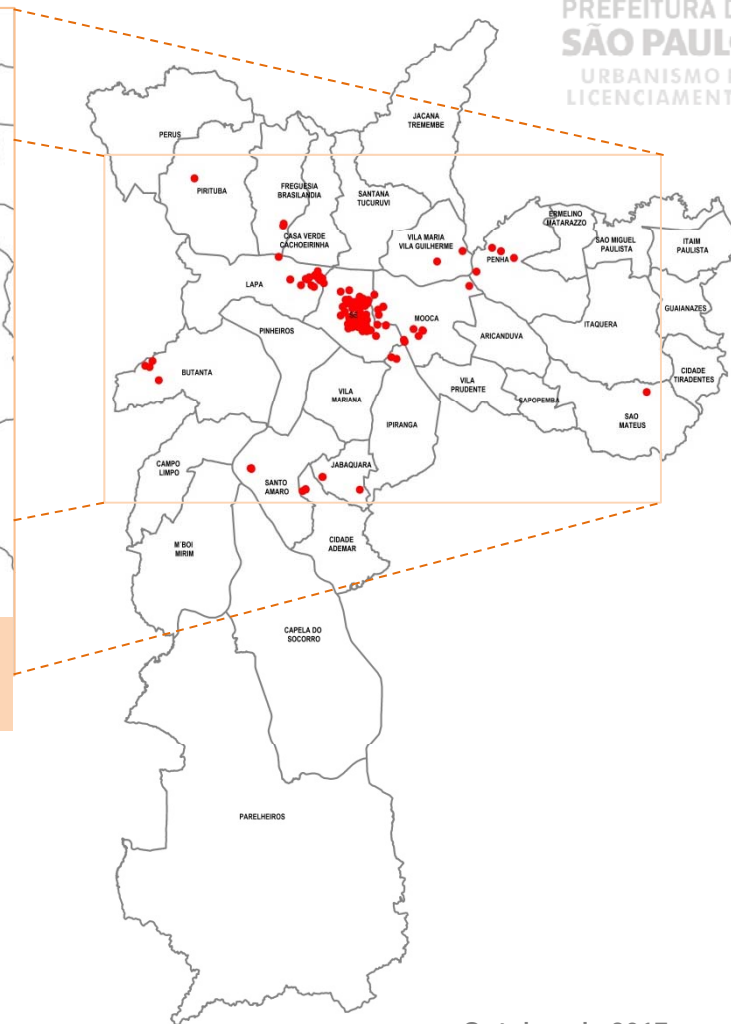 PREFEITURA D
SÃO PAUL
URBANISMO E
LICENCIAMENT
JACANA
TREMEMBE
PERUS
PIRITUBA
FREGUESIA
BRASILANDIA
SANTANA
TUCURUVI
CASA VERDE
CACHOEIRINHA
VILA MARIA
VILA GUILHERME
ERMELINO
MATARAZZO
PENHA
SAO MIGUEL
PAULISTA
ITAIM
PAULISTA
LAPA
MOOCA
PINHEIROS
ARICANDUVA
ITAQUERA
GUAIANAZES
BUTANTA
VILA
MARIANA
VILA
PRUDENTE
SAPOPEMBA
CIDADE
TIRADENTES
SAO
MATEUS
IPIRANGA
CAMPO
LIMPO
SANTO
AMARO
JABAQUARA
M'BOI
MIRIM
CIDADE
ADEMAR
CAPELA DO
SOCORRO
PARELHEIROS